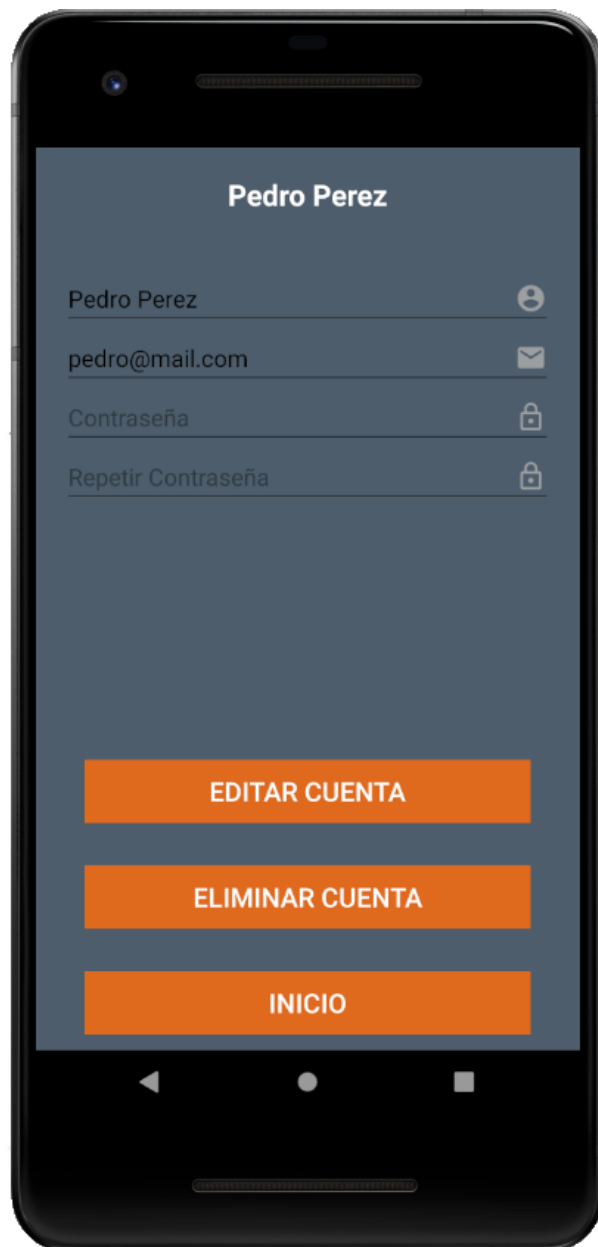 Pedro Perez
Pedro Perez
pedro@mail.com
Contraseña
Repetir Contraseña
EDITAR CUENTA
ELIMINAR CUENTA
INICIO